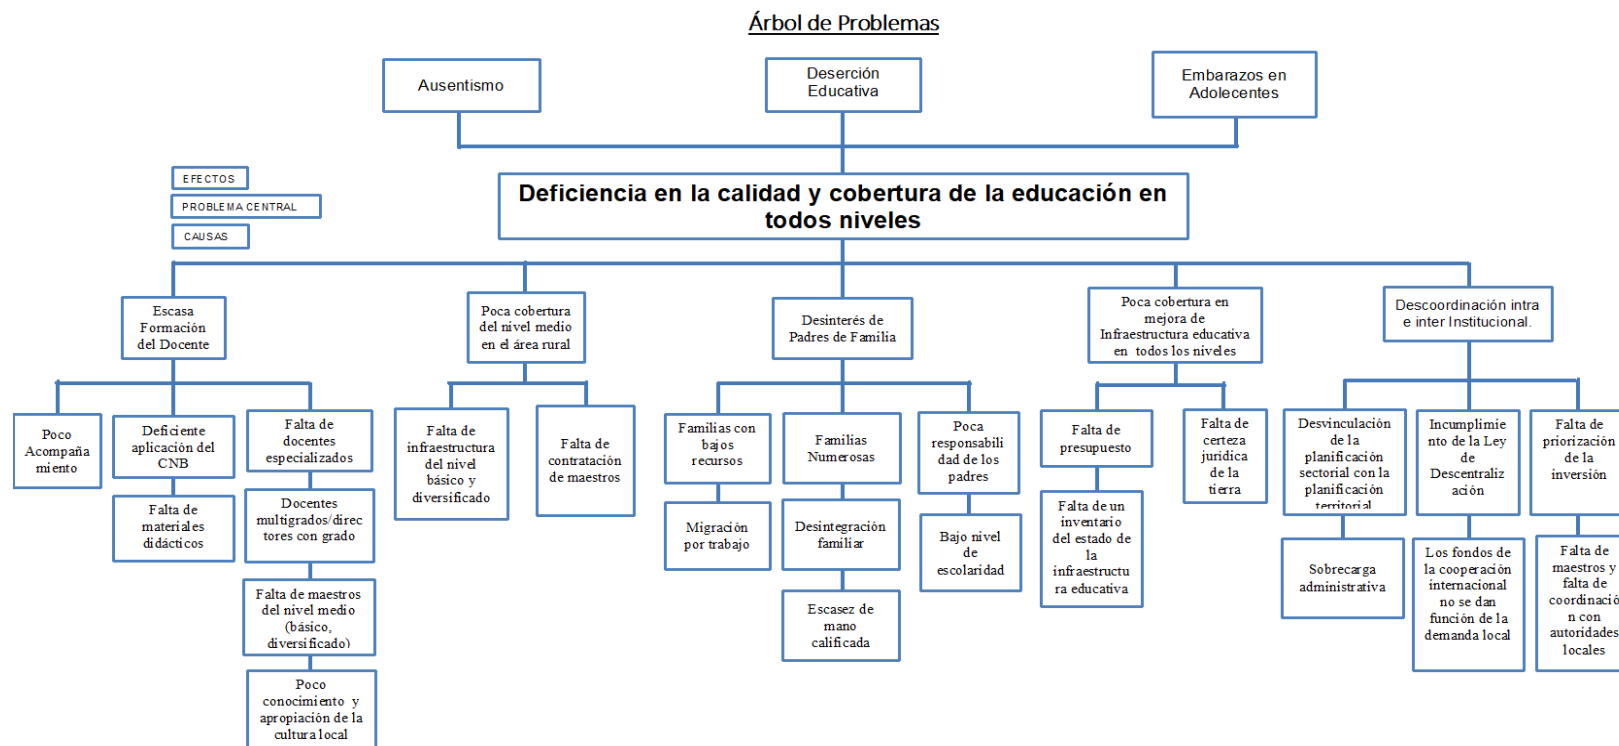 Árbol de Problemas
Ausentismo
Deserción
Educativa
Embarazos en
Adolecentes
EFECTOS
PROBLEMA CENTRAL
CAUSAS
Deficiencia en la calidad y cobertura de la educación en
todos niveles
Escasa
Formación
del Docente
Poca cobertura
del nivel medio
en el área rural
Desinterés de
Padres de Familia
Poca cobertura en
mejora de
Infraestructura educativa
en todos los niveles
Descoordinación intra
e inter Institucional.
Poco
Acompaña
miento
Deficiente
aplicación del
CNB
Falta de
docentes
especializados
Falta de
infraestructura
del nivel
básico y
diversificado
Falta de
contratación
de maestros
Familias con
bajos
recursos
Familias
Numerosas
Poca
responsabili
dad de los
padres
Falta de
presupuesto
Falta de
certeza
jurídica
de la
tierra
Desvinculación
de la
planificación
sectorial con la
planificación
territorial
Incumplimie
nto de la Ley
de
Descentraliz
ación
Falta de
priorización
de la
inversión
Falta de
materiales
didácticos
Docentes
multigrados/direc
tores con grado
Migración
por trabajo
Desintegración
familiar
Bajo nivel
de
escolaridad
Falta de un
inventario
del estado de
la
infraestructu
ra educativa
Sobrecarga
administrativa
Los fondos de
la cooperación
internacional
no se dan
función de la
demanda local
Falta de
maestros y
falta de
coordinació
n con
autoridades
locales
Falta de maestros
del nivel medio
(básico,
diversificado)
Escasez de
mano
calificada
Poco
conocimiento y
apropiación de la
cultura local